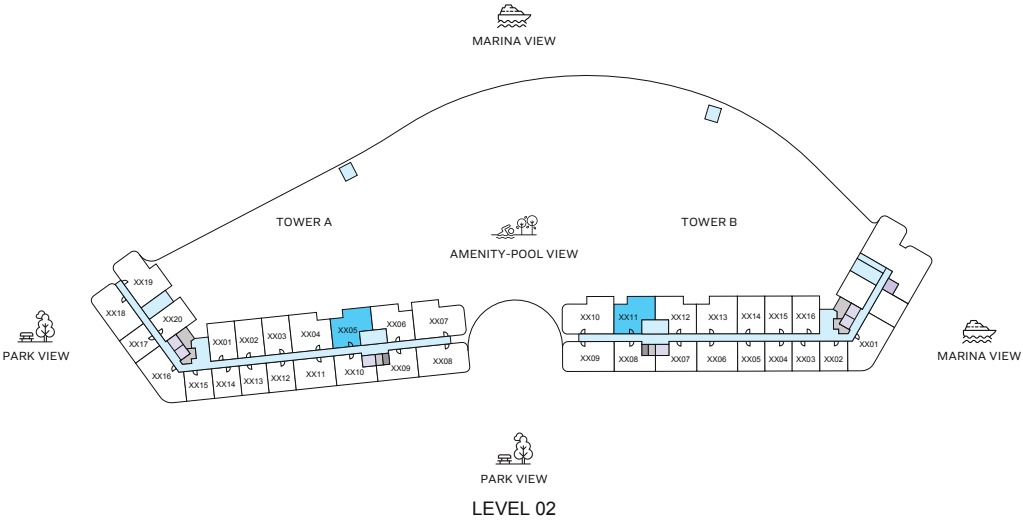 MARINA VIEW
TOWER A
TOWER B
AMENITY-POOL VIEW
XX19
XX18
XX20
XX17
XX16
XX15
XX14
XX13
XX12
XX11
XX10
XX09
XX08
XX01
XX02
XX03
XX04
XX05
XX06
XX07
XX10
XX11
XX12
XX13
XX14
XX15
XX16
XX09
XX08
XX07
XX06
XX05
XX04
XX03
XX02
XX01
PARK VIEW
MARINA VIEW
PARK VIEW
LEVEL 02